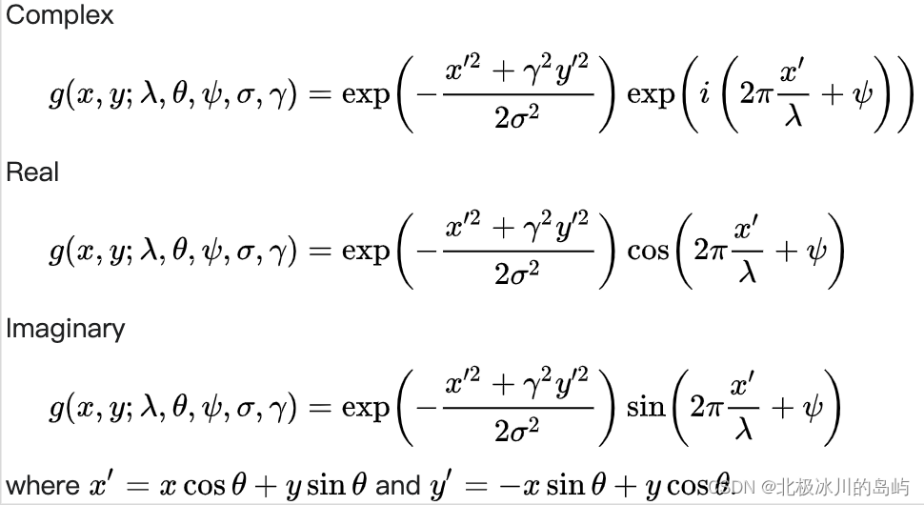 Complex
g(x, y; λ, θ, ψ, σ, γ) = exp(−(x′² + γ²y′²)/(2σ²)) exp(i(2π x′/λ + ψ))
Real
g(x, y; λ, θ, ψ, σ, γ) = exp(−(x′² + γ²y′²)/(2σ²)) cos(2π x′/λ + ψ)
Imaginary
g(x, y; λ, θ, ψ, σ, γ) = exp(−(x′² + γ²y′²)/(2σ²)) sin(2π x′/λ + ψ)
where x′ = x cos θ + y sin θ and y′ = −x sin θ + y cos θ.
CSDN @北极冰川的岛屿